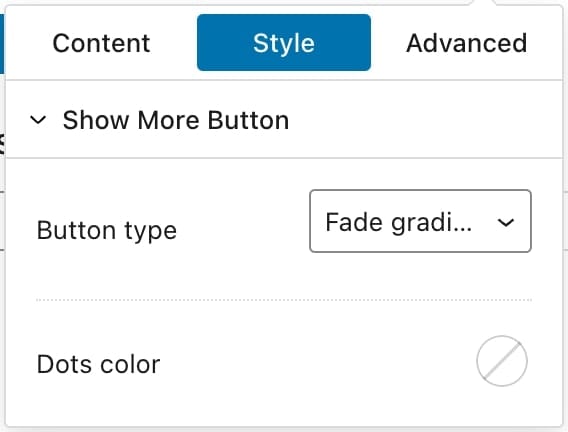 Content Style Advanced
Show More Button
Button type Fade gradi...
Dots color